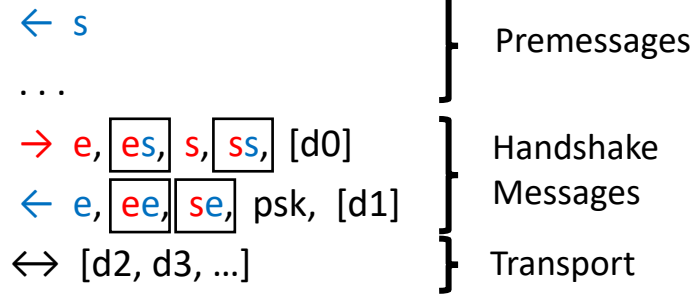 ← s
Premessages
. . .
→ e, es, s, ss, [d0]
← e, ee, se, psk, [d1]
Handshake
Messages
↔ [d2, d3, ...]
Transport